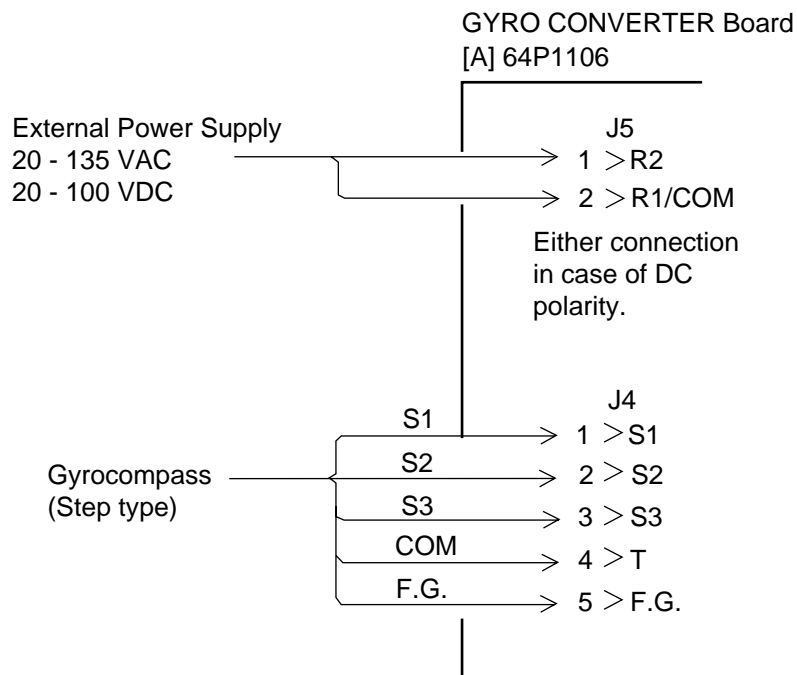 GYRO CONVERTER Board
[A] 64P1106
External Power Supply
20 - 135 VAC
20 - 100 VDC
J5
1 >R2
2 >R1/COM
Either connection
in case of DC
polarity.
J4
S1
1 >S1
S2
2 >S2
S3
3 >S3
COM
4 >T
F.G.
5 >F.G.
Gyrocompass
(Step type)